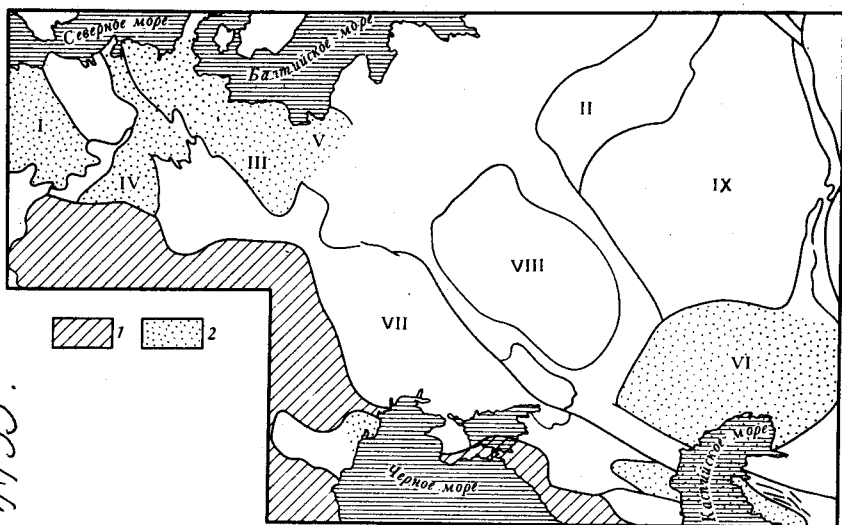 Северное море
Балтийское море
I
II
III
IV
V
VI
VII
VIII
IX
1
2
Черное море
Каспийское море